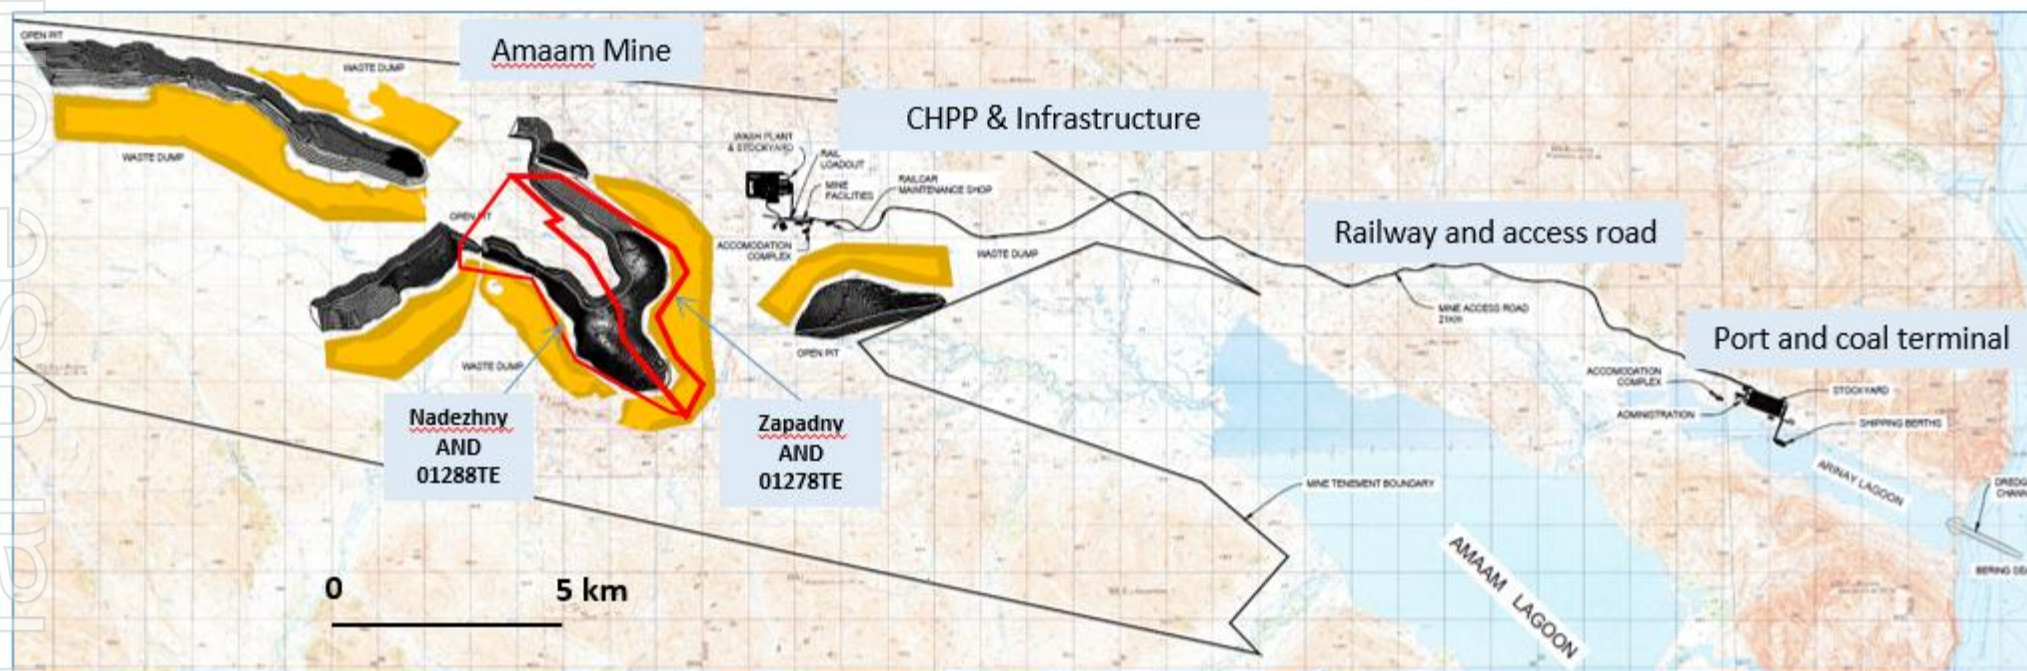 OPEN PIT
Amaam Mine
WASTE DUMP
CHPP & Infrastructure
WASH PLANT
& STOCKYARD
RAIL
LOADOUT
WASTE DUMP
MINE
FACILITIES
RAILCAR
MAINTENANCE SHOP
OPEN PIT
ACCOMODATION
COMPLEX
WASTE DUMP
Railway and access road
MINE ACCESS ROAD
21KM
Port and coal terminal
OPEN PIT
WASTE DUMP
ACCOMODATION
COMPLEX
STOCKYARD
ADMINISTRATION
SHIPPING BERTHS
Nadezhny
AND
01288TE
Zapadny
AND
01278TE
ARINAY LAGOON
MINE TENEMENT BOUNDARY
DREDG
CHANN
AMAAM LAGOON
BERING SE
0 5 km